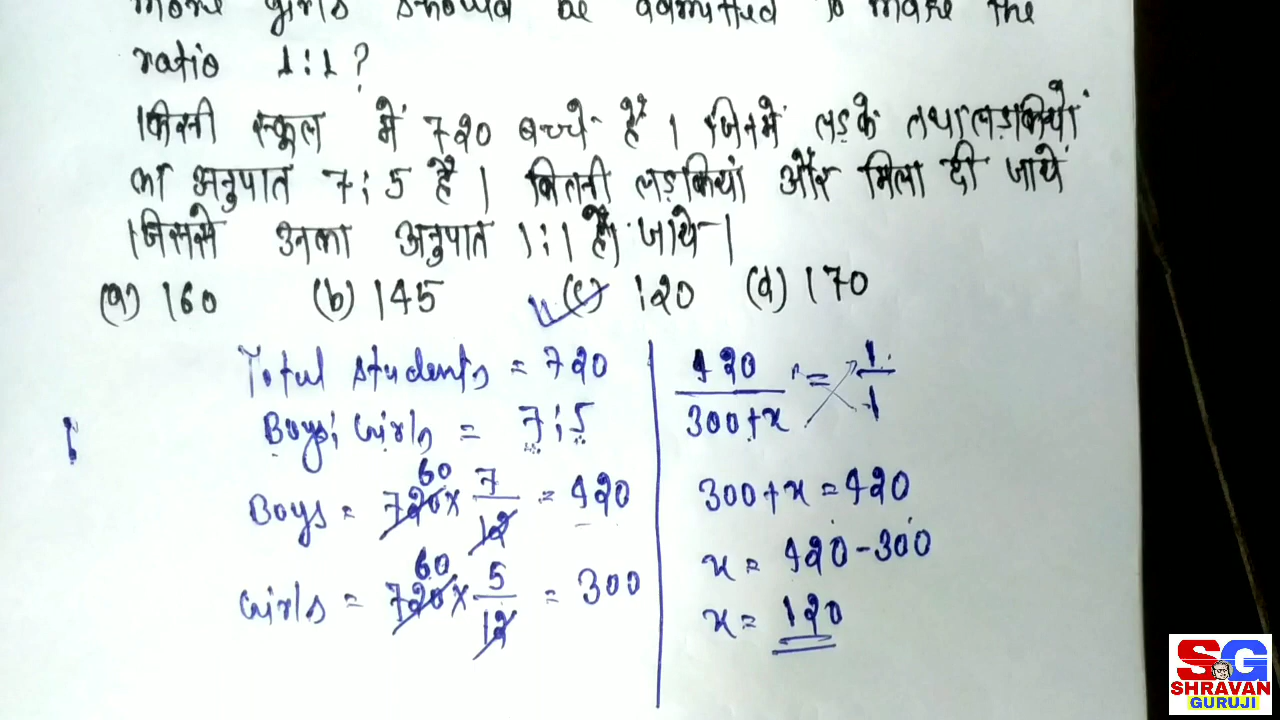 more girls should be admitted to make the
ratio 1:1?
किसी स्कूल में 720 बच्चे हैं। जिनमें लड़के तथा लड़कियों
का अनुपात 7:5 है। कितनी लड़कियां और मिला दी जाये
जिससे उनका अनुपात 1:1 हो जाये।
(a) 160 (b) 145 (c) 120 (d) 170
Total students = 720
Boys: Girls = 7:5
Boys = 720 × 7/12 = 420
60
Girls = 720 × 5/12 = 300
60
420/300+x = 1/1
300+x = 420
x = 420-300
x = 120
SG
SHRAVAN
GURUJI